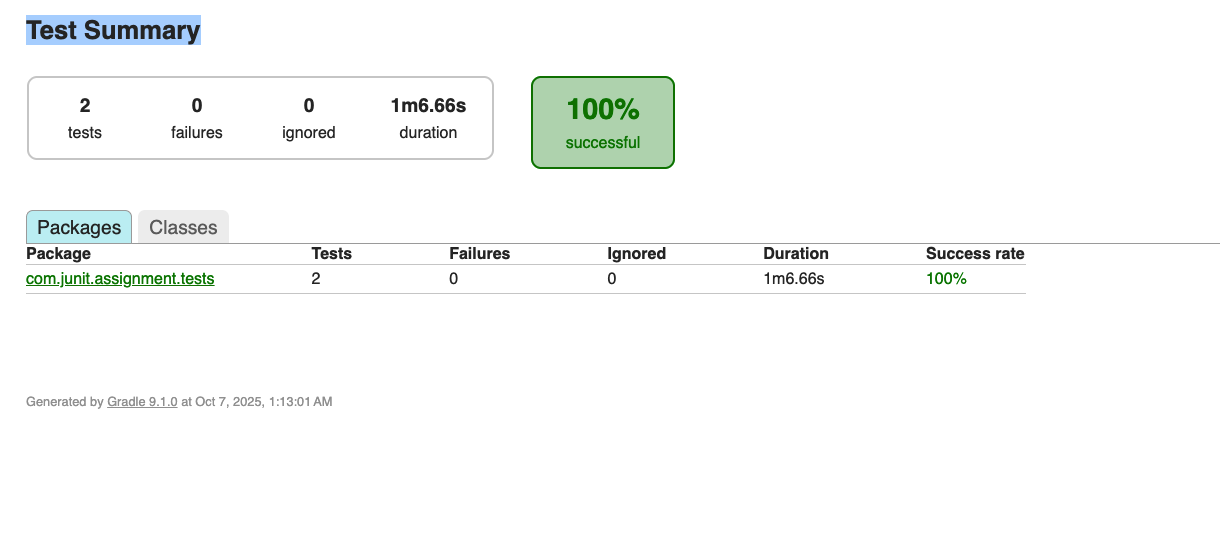 Test Summary
2 0 0 1m6.66s
tests failures ignored duration
100%
successful
Packages Classes
Package Tests Failures Ignored Duration Success rate
com.junit.assignment.tests 2 0 0 1m6.66s 100%
Generated by Gradle 9.1.0 at Oct 7, 2025, 1:13:01 AM